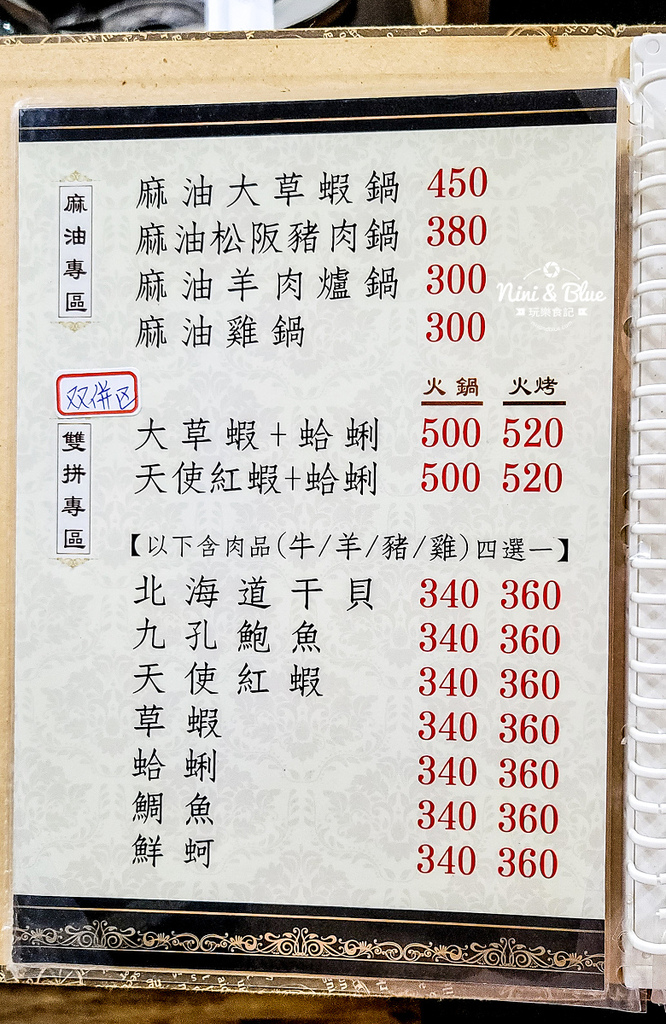 麻油專區
麻油大草蝦鍋 450
麻油松阪豬肉鍋 380
麻油羊肉爐鍋 300
麻油雞鍋 300
Nini & Blue
玩樂食記
双併区
雙拼專區
火鍋 火烤
大草蝦+蛤蜊 500 520
天使紅蝦+蛤蜊 500 520
【以下含肉品(牛/羊/豬/雞)四選一】
北海道干貝 340 360
九孔鮑魚 340 360
天使紅蝦 340 360
草蝦 340 360
蛤蜊 340 360
鯛魚 340 360
鮮蚵 340 360